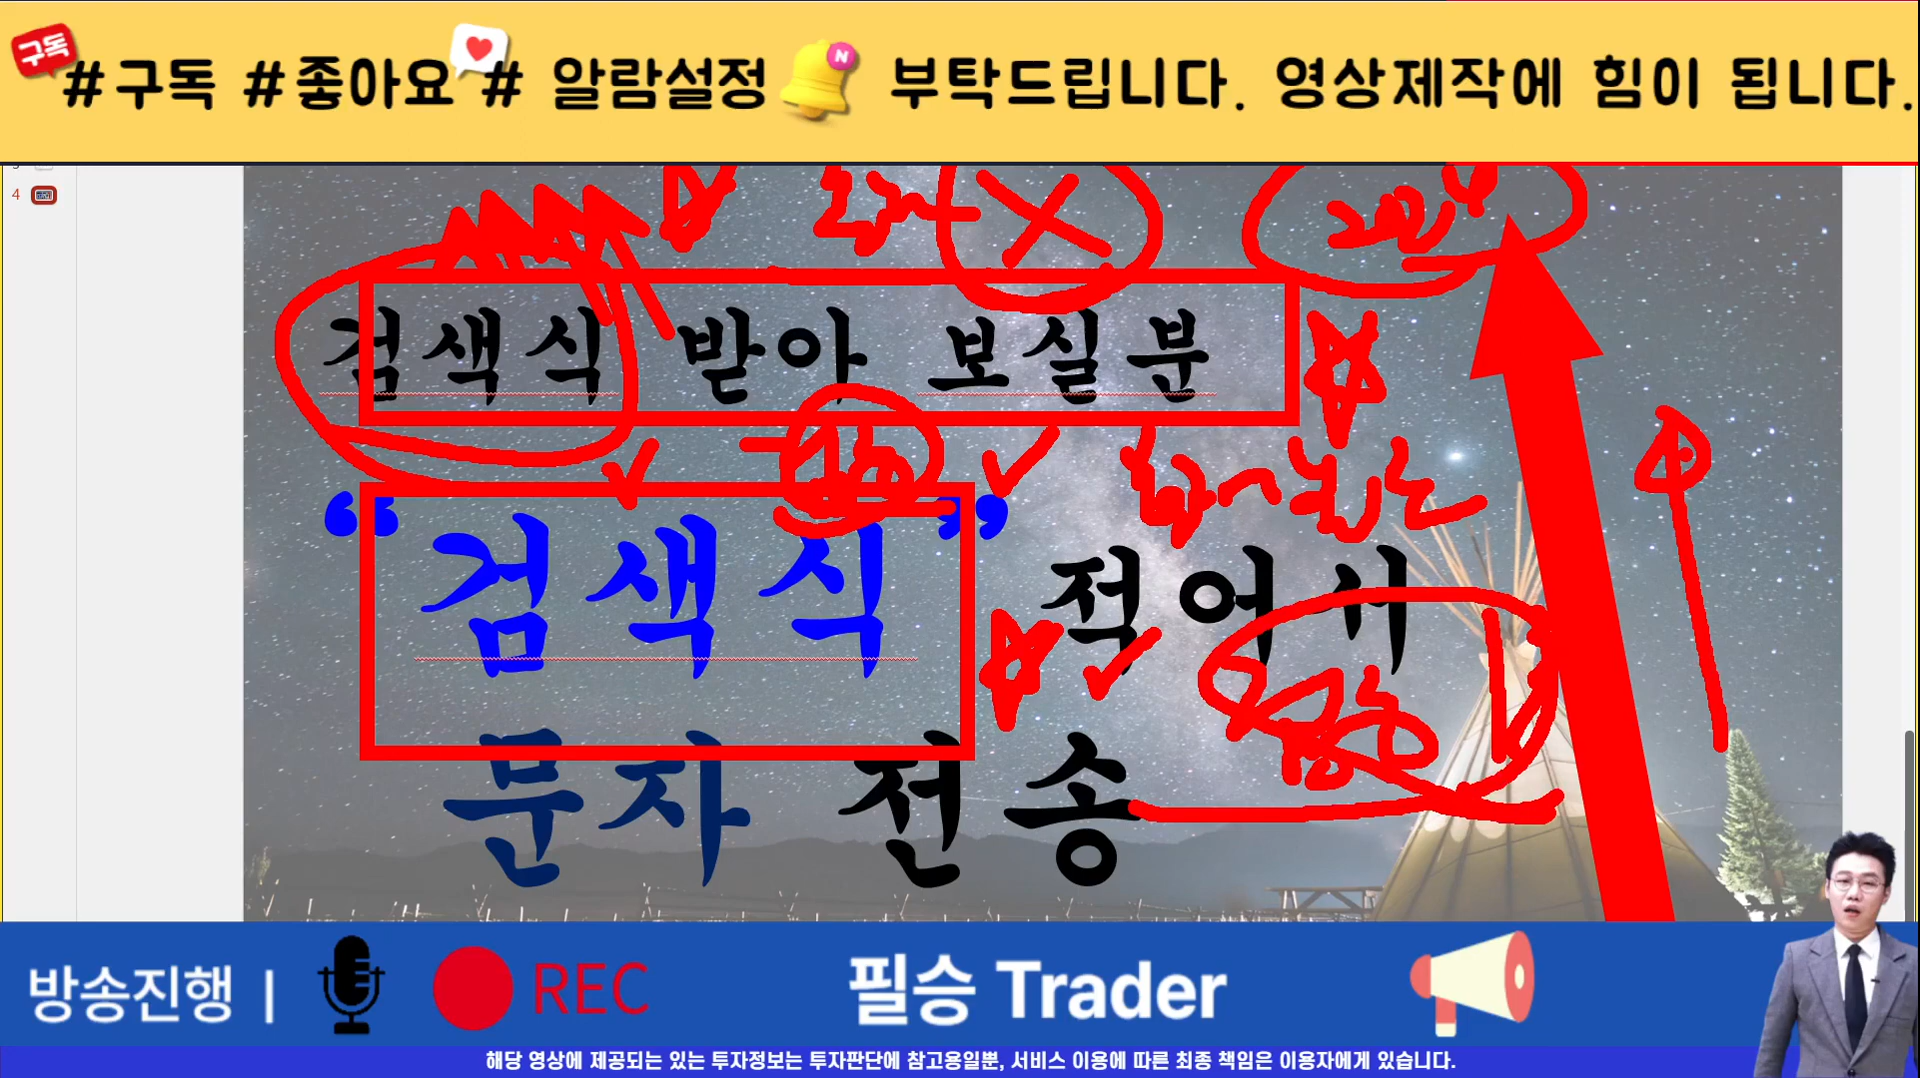 구독 #구독 #좋아요 # 알람설정 N 부탁드립니다. 영상제작에 힘이 됩니다.
4
검색식 받아 보실분
“검색식” 적어서
문자 전송
방송진행 | REC 필승 Trader
해당 영상에 제공되는 있는 투자정보는 투자판단에 참고용일뿐, 서비스 이용에 따른 최종 책임은 이용자에게 있습니다.